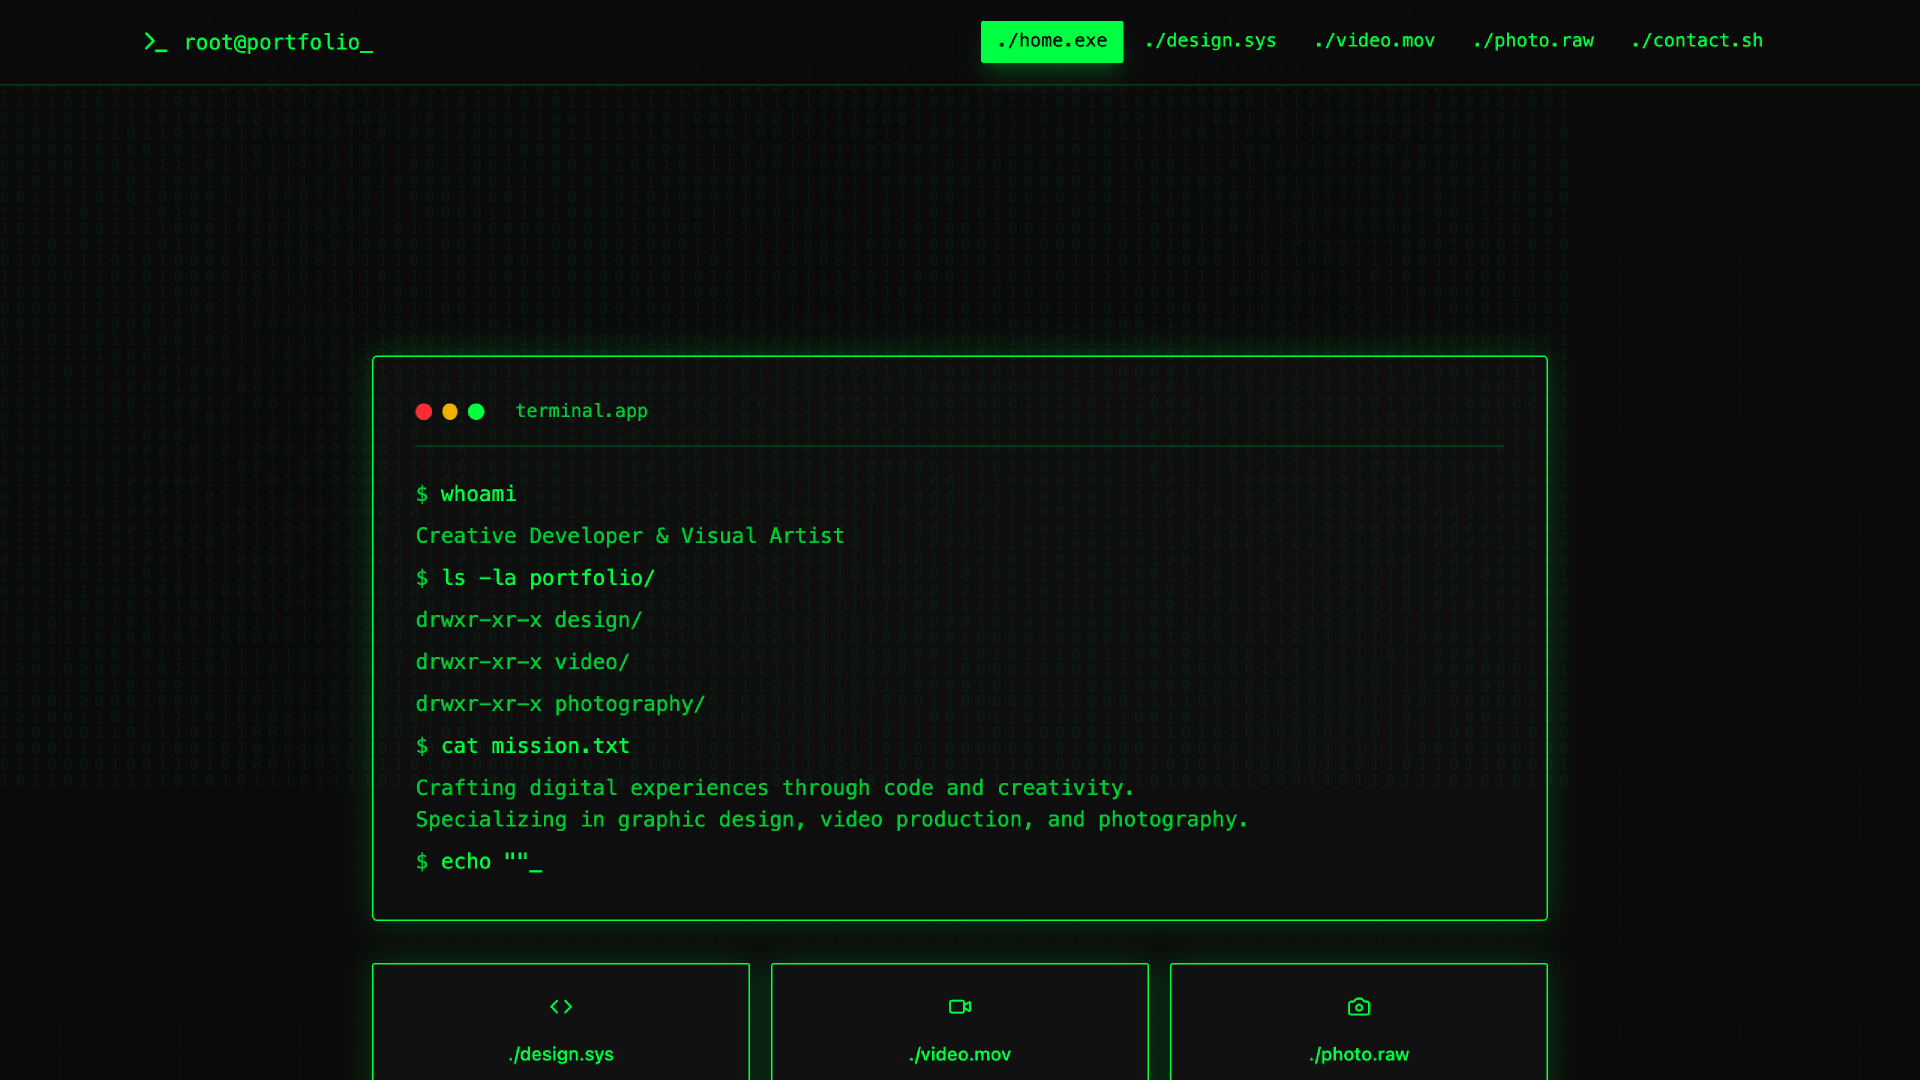 >_ root@portfolio_
./home.exe
./design.sys
./video.mov
./photo.raw
./contact.sh
terminal.app
$ whoami
Creative Developer & Visual Artist
$ ls -la portfolio/
drwxr-xr-x design/
drwxr-xr-x video/
drwxr-xr-x photography/
$ cat mission.txt
Crafting digital experiences through code and creativity.
Specializing in graphic design, video production, and photography.
$ echo ""_
./design.sys
./video.mov
./photo.raw